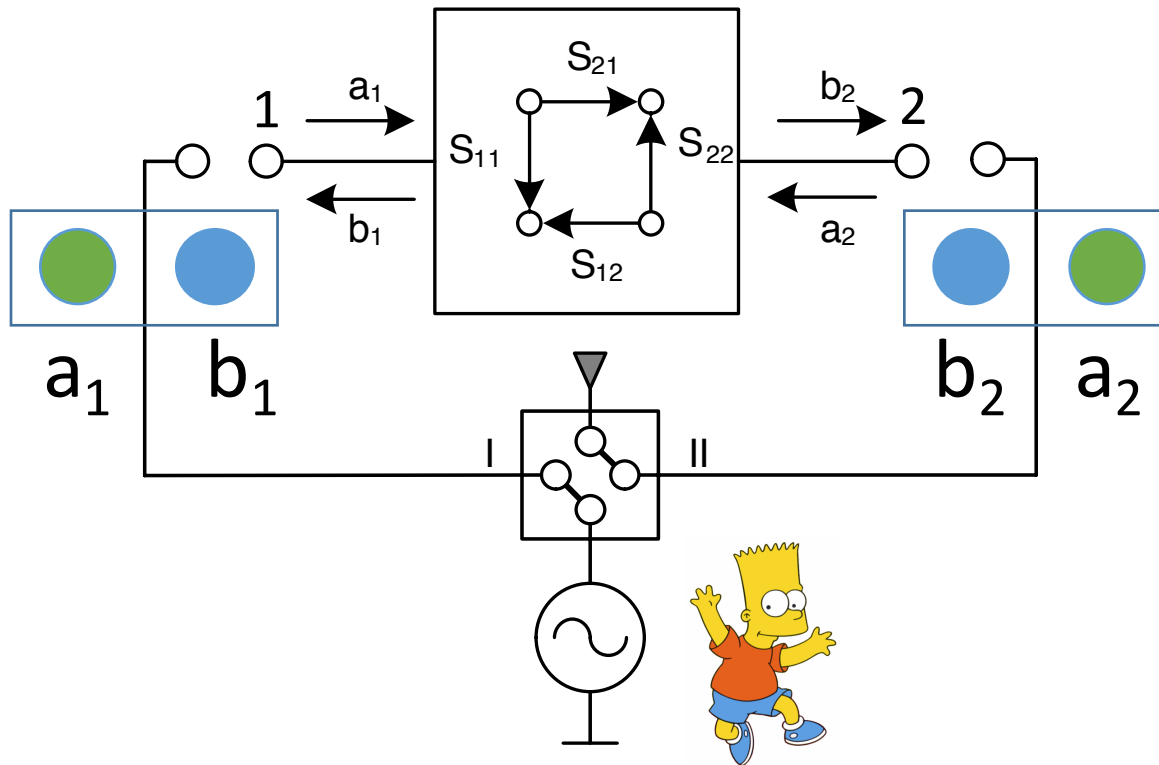 S₂₁
a₁
b₂
1
2
S₁₁
S₂₂
b₁
a₂
S₁₂
a₁
b₁
b₂
a₂
I
II